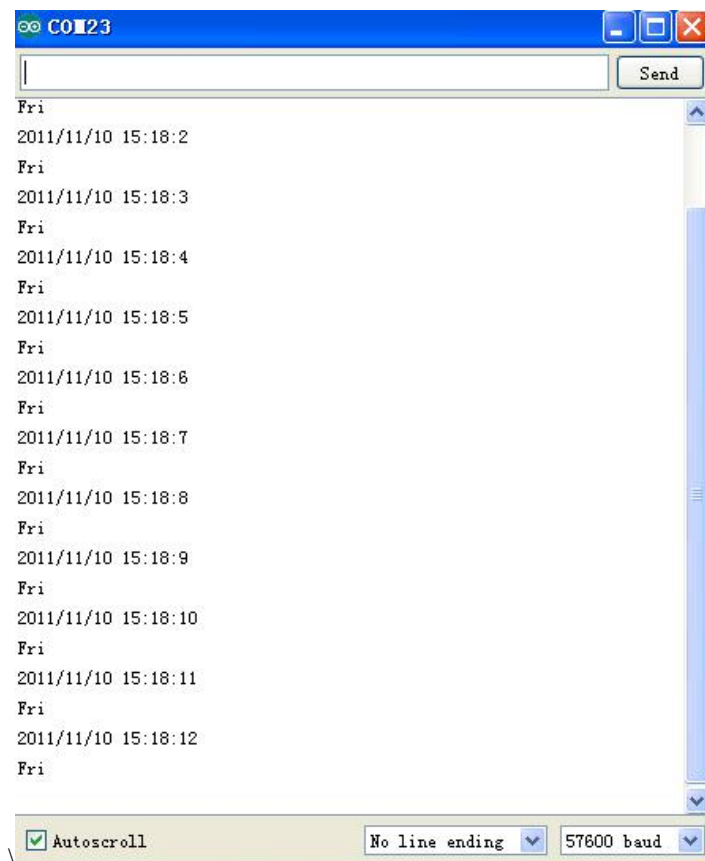 COM23
Send
Fri
2011/11/10 15:18:2
Fri
2011/11/10 15:18:3
Fri
2011/11/10 15:18:4
Fri
2011/11/10 15:18:5
Fri
2011/11/10 15:18:6
Fri
2011/11/10 15:18:7
Fri
2011/11/10 15:18:8
Fri
2011/11/10 15:18:9
Fri
2011/11/10 15:18:10
Fri
2011/11/10 15:18:11
Fri
2011/11/10 15:18:12
Fri
\ Autoscroll No line ending 57600 baud